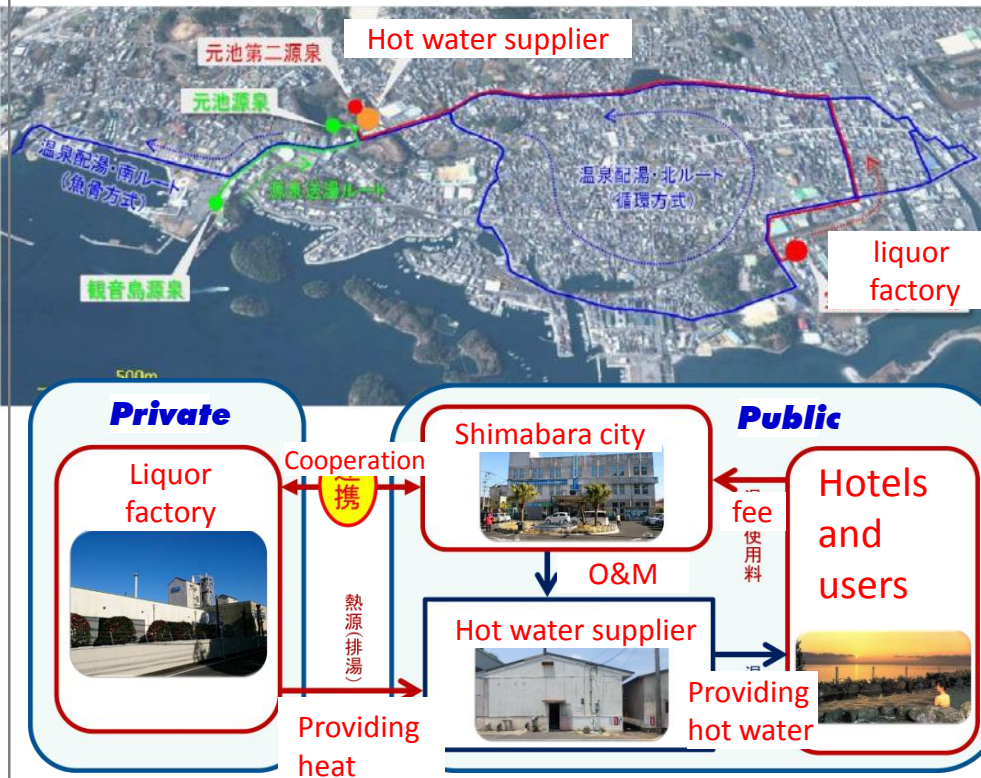 Hot water supplier
元池第二源泉
元池源泉
温泉配湯・南ルート
(魚骨方式)
源泉送湯ルート
温泉配湯・北ルート
(循環方式)
観音島源泉
liquor
factory
500m
Private
Public
Liquor
factory
Cooperation
携
Shimabara city
fee
使用料
Hotels
and
users
O&M
熱源(排湯)
Hot water supplier
Providing
heat
Providing
hot water